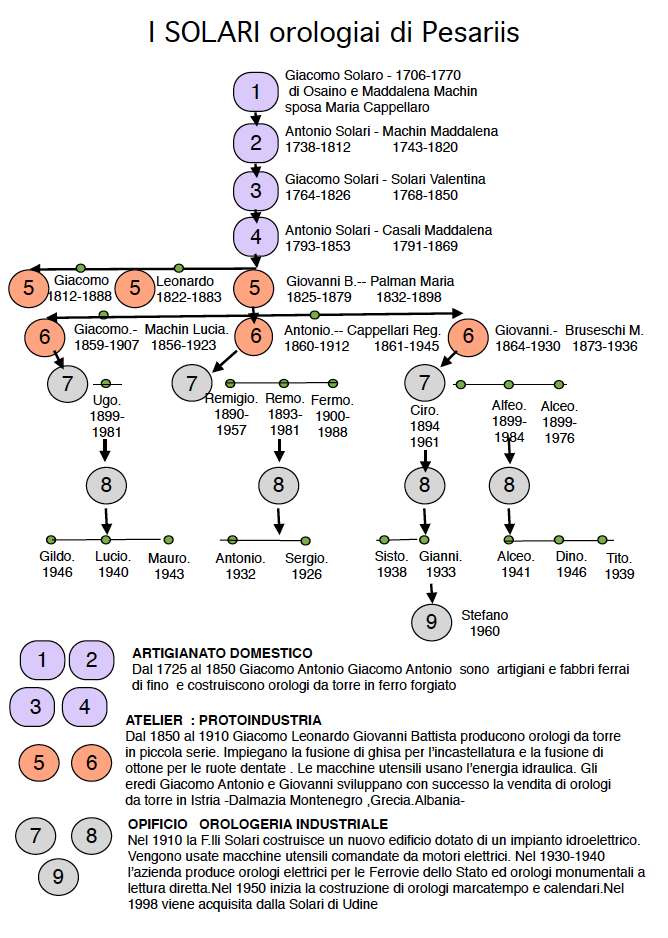 I SOLARI orologiai di Pesariis
1
Giacomo Solaro - 1706-1770
di Osaino e Maddalena Machin
sposa Maria Cappellaro
2
Antonio Solari - Machin Maddalena
1738-1812 1743-1820
3
Giacomo Solari - Solari Valentina
1764-1826 1768-1850
4
Antonio Solari - Casali Maddalena
1793-1853 1791-1869
5 Giacomo 5 Leonardo 5 Giovanni B.-- Palman Maria
1812-1888 1822-1883 1825-1879 1832-1898
6 Giacomo.- Machin Lucia. 6 Antonio.-- Cappellari Reg. 6 Giovanni.- Bruseschi M.
1859-1907 1856-1923 1860-1912 1861-1945 1864-1930 1873-1936
7 7 7
Ugo. Remigio. Remo. Fermo. Ciro. Alfeo. Alceo.
1899- 1890- 1893- 1900- 1894 1899- 1899-
1981 1957 1981 1988 1961 1984 1976
8 8 8 8
Gildo. Lucio. Mauro. Antonio. Sergio. Sisto. Gianni. Alceo. Dino. Tito.
1946 1940 1943 1932 1926 1938 1933 1941 1946 1939
9 Stefano
1960
1 2
3 4
ARTIGIANATO DOMESTICO
Dal 1725 al 1850 Giacomo Antonio Giacomo Antonio sono artigiani e fabbri ferrai
di fino e costruiscono orologi da torre in ferro forgiato
5 6
ATELIER : PROTOINDUSTRIA
Dal 1850 al 1910 Giacomo Leonardo Giovanni Battista producono orologi da torre
in piccola serie. Impiegano la fusione di ghisa per l'incastellatura e la fusione di
ottone per le ruote dentate . Le macchine utensili usano l'energia idraulica. Gli
eredi Giacomo Antonio e Giovanni sviluppano con successo la vendita di orologi
da torre in Istria -Dalmazia Montenegro ,Grecia.Albania-
7 8
9
OPIFICIO OROLOGERIA INDUSTRIALE
Nel 1910 la F.lli Solari costruisce un nuovo edificio dotato di un impianto idroelettrico.
Vengono usate macchine utensili comandate da motori elettrici. Nel 1930-1940
l'azienda produce orologi elettrici per le Ferrovie dello Stato ed orologi monumentali a
lettura diretta.Nel 1950 inizia la costruzione di orologi marcatempo e calendari.Nel
1998 viene acquisita dalla Solari di Udine